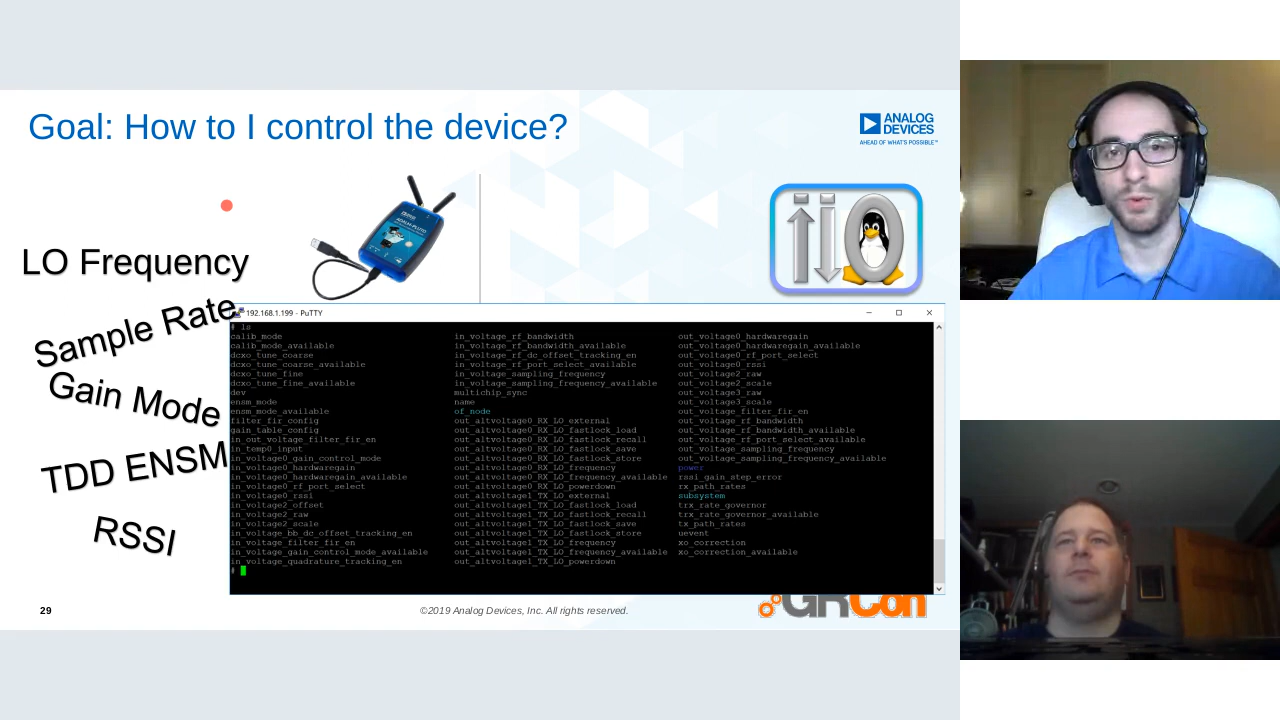 Goal: How to I control the device?
ANALOG
DEVICES
AHEAD OF WHAT'S POSSIBLE™
iio
LO Frequency
Sample Rate
Gain Mode
TDD ENSM
RSSI
192.168.1.199 - PuTTY
# ls
calib_mode in_voltage_rf_bandwidth out_voltage0_hardwaregain
calib_mode_available in_voltage_rf_bandwidth_available out_voltage0_hardwaregain_available
dcxo_tune_coarse in_voltage_rf_dc_offset_tracking_en out_voltage0_rf_port_select
dcxo_tune_coarse_available in_voltage_rf_port_select_available out_voltage0_rssi
dcxo_tune_fine in_voltage_sampling_frequency out_voltage2_raw
dcxo_tune_fine_available in_voltage_sampling_frequency_available out_voltage2_scale
dev multichip_sync out_voltage3_raw
ensm_mode name out_voltage3_scale
ensm_mode_available of_node out_voltage_filter_fir_en
filter_fir_config out_altvoltage0_RX_LO_external out_voltage_rf_bandwidth
gain_table_config out_altvoltage0_RX_LO_fastlock_load out_voltage_rf_bandwidth_available
in_out_voltage_filter_fir_en out_altvoltage0_RX_LO_fastlock_recall out_voltage_rf_port_select_available
in_temp0_input out_altvoltage0_RX_LO_fastlock_save out_voltage_sampling_frequency
in_voltage0_gain_control_mode out_altvoltage0_RX_LO_fastlock_store out_voltage_sampling_frequency_available
in_voltage0_hardwaregain out_altvoltage0_RX_LO_frequency power
in_voltage0_hardwaregain_available out_altvoltage0_RX_LO_frequency_available rssi_gain_step_error
in_voltage0_rf_port_select out_altvoltage0_RX_LO_powerdown rx_path_rates
in_voltage0_rssi out_altvoltage1_TX_LO_external subsystem
in_voltage2_offset out_altvoltage1_TX_LO_fastlock_load trx_rate_governor
in_voltage2_raw out_altvoltage1_TX_LO_fastlock_recall trx_rate_governor_available
in_voltage2_scale out_altvoltage1_TX_LO_fastlock_save tx_path_rates
in_voltage_bb_dc_offset_tracking_en out_altvoltage1_TX_LO_fastlock_store uevent
in_voltage_filter_fir_en out_altvoltage1_TX_LO_frequency xo_correction
in_voltage_gain_control_mode_available out_altvoltage1_TX_LO_frequency_available xo_correction_available
in_voltage_quadrature_tracking_en out_altvoltage1_TX_LO_powerdown
#
29
©2019 Analog Devices, Inc. All rights reserved.
GRCon